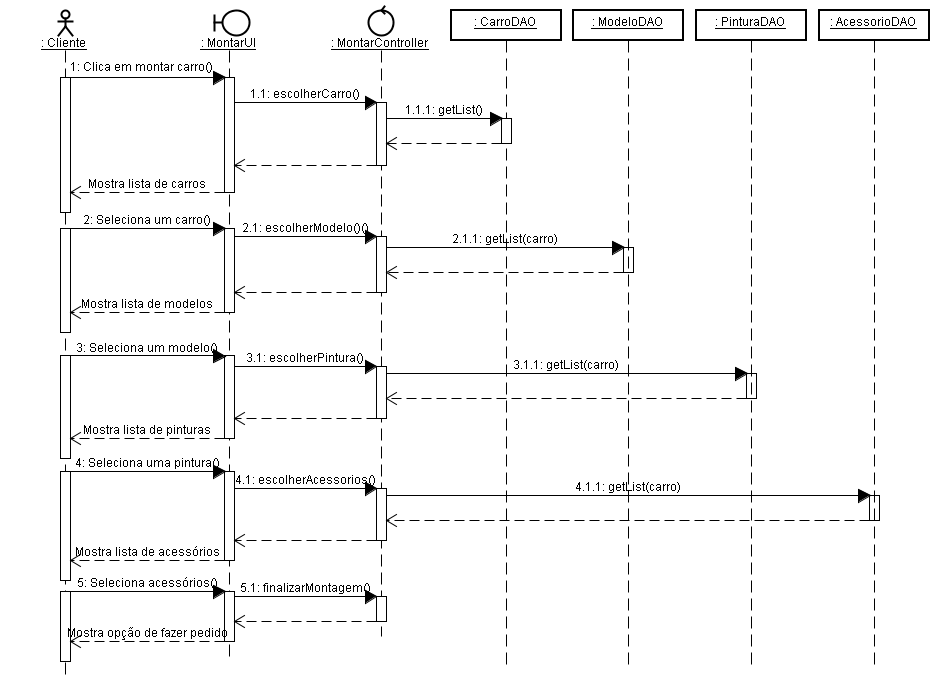 : Cliente
: MontarUI
: MontarController
: CarroDAO
: ModeloDAO
: PinturaDAO
: AcessorioDAO
1: Clica em montar carro()
1.1: escolherCarro()
1.1.1: getList()
Mostra lista de carros
2: Seleciona um carro()
2.1: escolherModelo()()
2.1.1: getList(carro)
Mostra lista de modelos
3: Seleciona um modelo()
3.1: escolherPintura()
3.1.1: getList(carro)
Mostra lista de pinturas
4: Seleciona uma pintura()
4.1: escolherAcessorios()
4.1.1: getList(carro)
Mostra lista de acessórios
5: Seleciona acessórios()
5.1: finalizarMontagem()
Mostra opção de fazer pedido